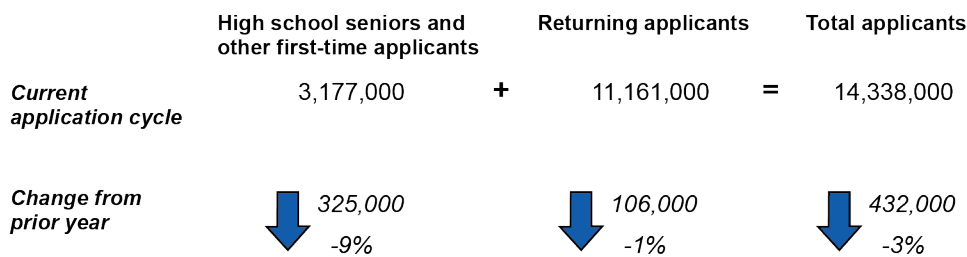 High school seniors and
other first-time applicants
Returning applicants
Total applicants
Current
application cycle
3,177,000 + 11,161,000 = 14,338,000
Change from
prior year
325,000 106,000 432,000
-9% -1% -3%